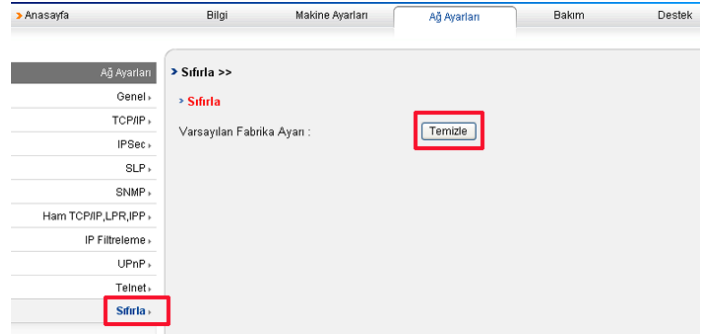 Anasayfa Bilgi Makine Ayarları Ağ Ayarları Bakım Destek
Ağ Ayarları
Genel
TCP/IP
IPSec
SLP
SNMP
Ham TCP/IP,LPR,IPP
IP Filtreleme
UPnP
Telnet
Sıfırla
Sıfırla >>
Sıfırla
Varsayılan Fabrika Ayarı : Temizle